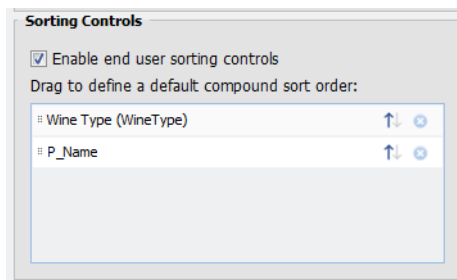 Sorting Controls
Enable end user sorting controls
Drag to define a default compound sort order:
Wine Type (WineType)
P_Name